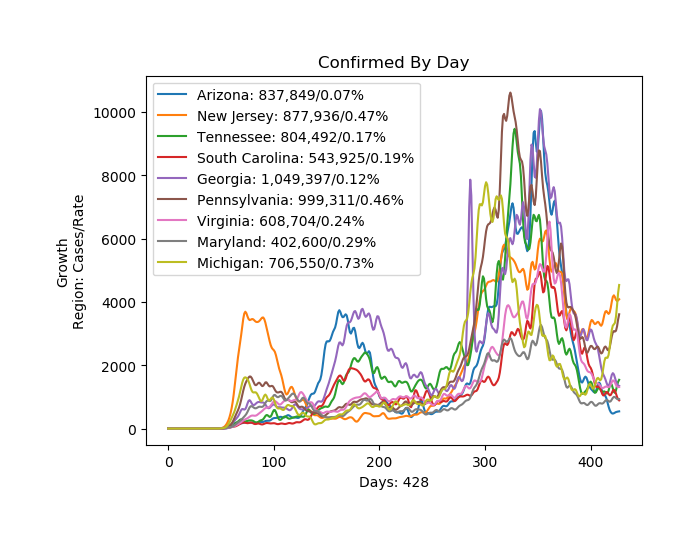 Confirmed By Day
Arizona: 837,849/0.07%
New Jersey: 877,936/0.47%
Tennessee: 804,492/0.17%
South Carolina: 543,925/0.19%
Georgia: 1,049,397/0.12%
Pennsylvania: 999,311/0.46%
Virginia: 608,704/0.24%
Maryland: 402,600/0.29%
Michigan: 706,550/0.73%
Growth
Region: Cases/Rate
10000
8000
6000
4000
2000
0
0 100 200 300 400
Days: 428